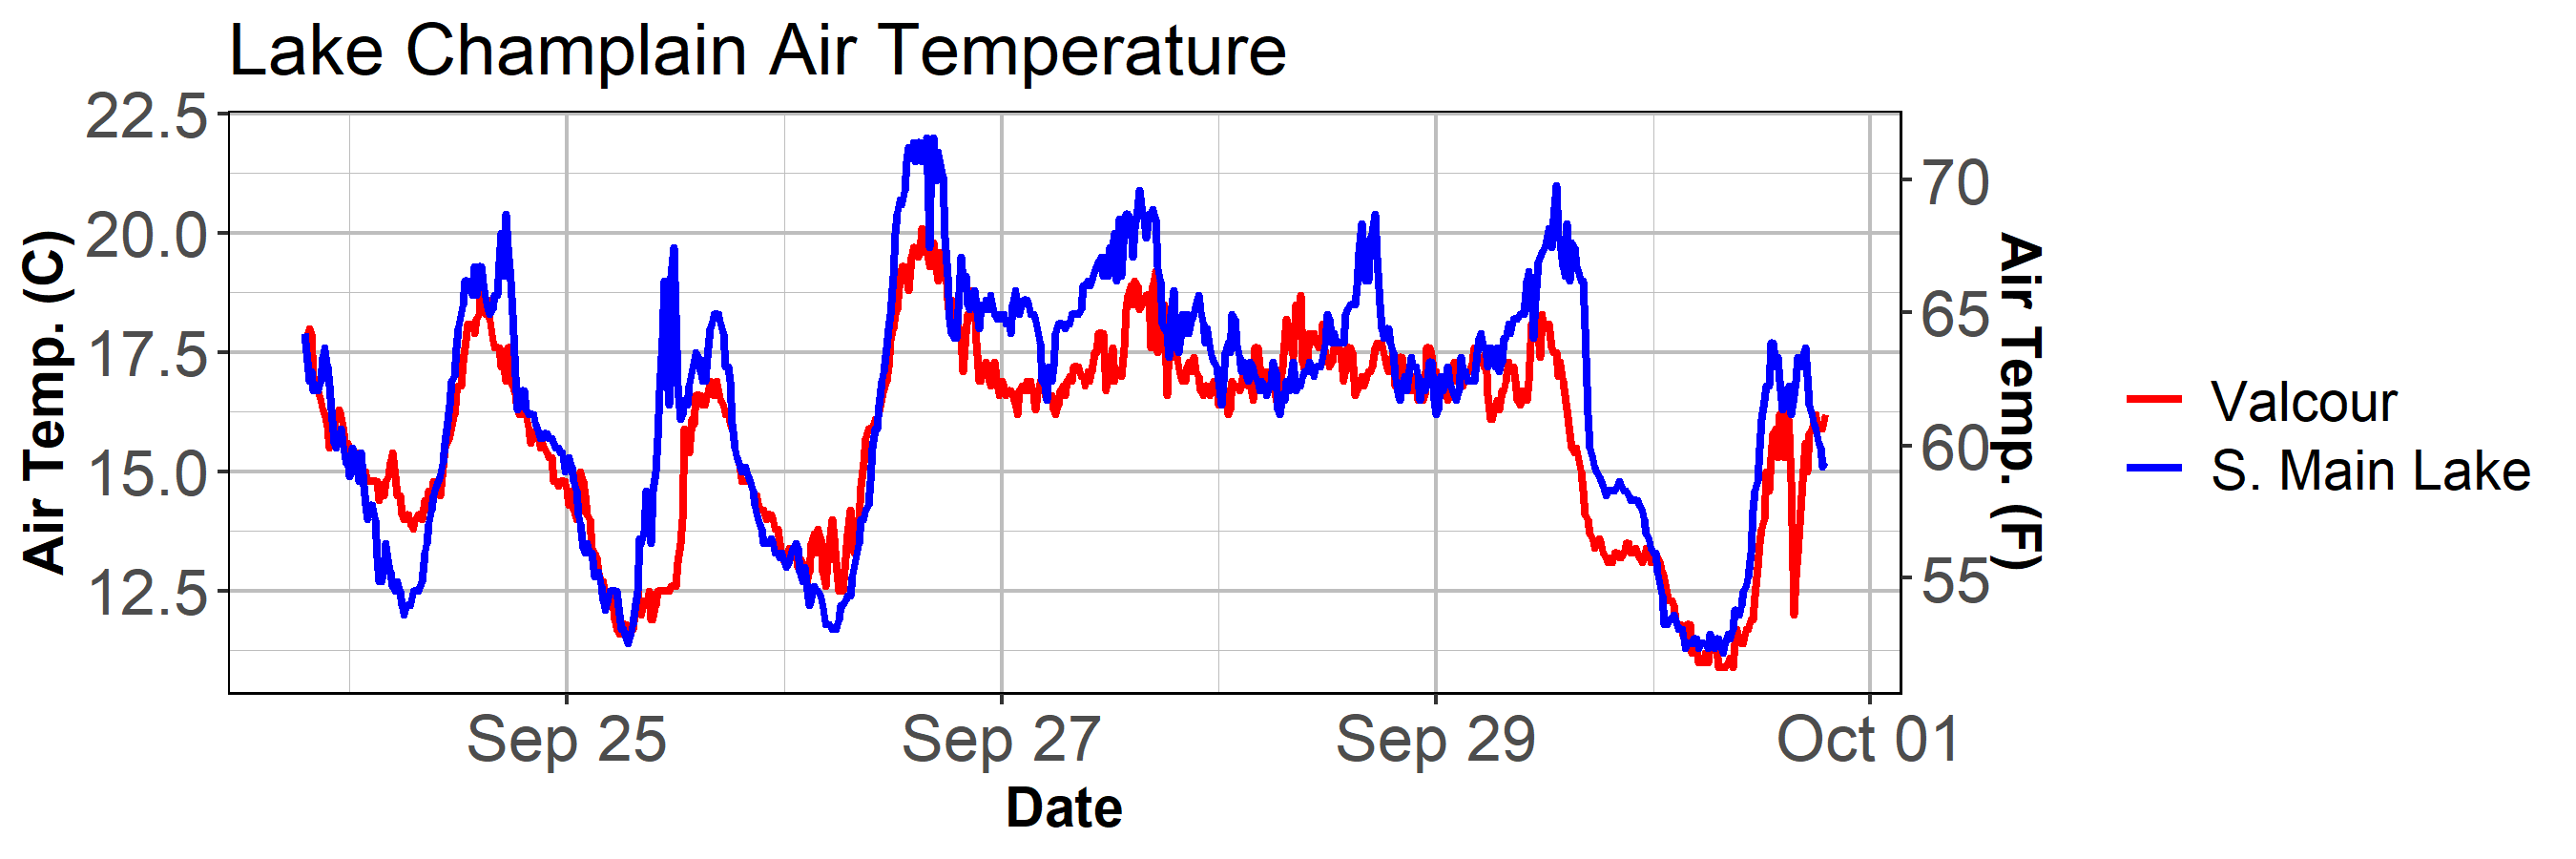 Lake Champlain Air Temperature
Air Temp. (C)
22.5
20.0
17.5
15.0
12.5
70
65
60
55
Air Temp. (F)
Sep 25
Sep 27
Sep 29
Oct 01
Date
Valcour
S. Main Lake